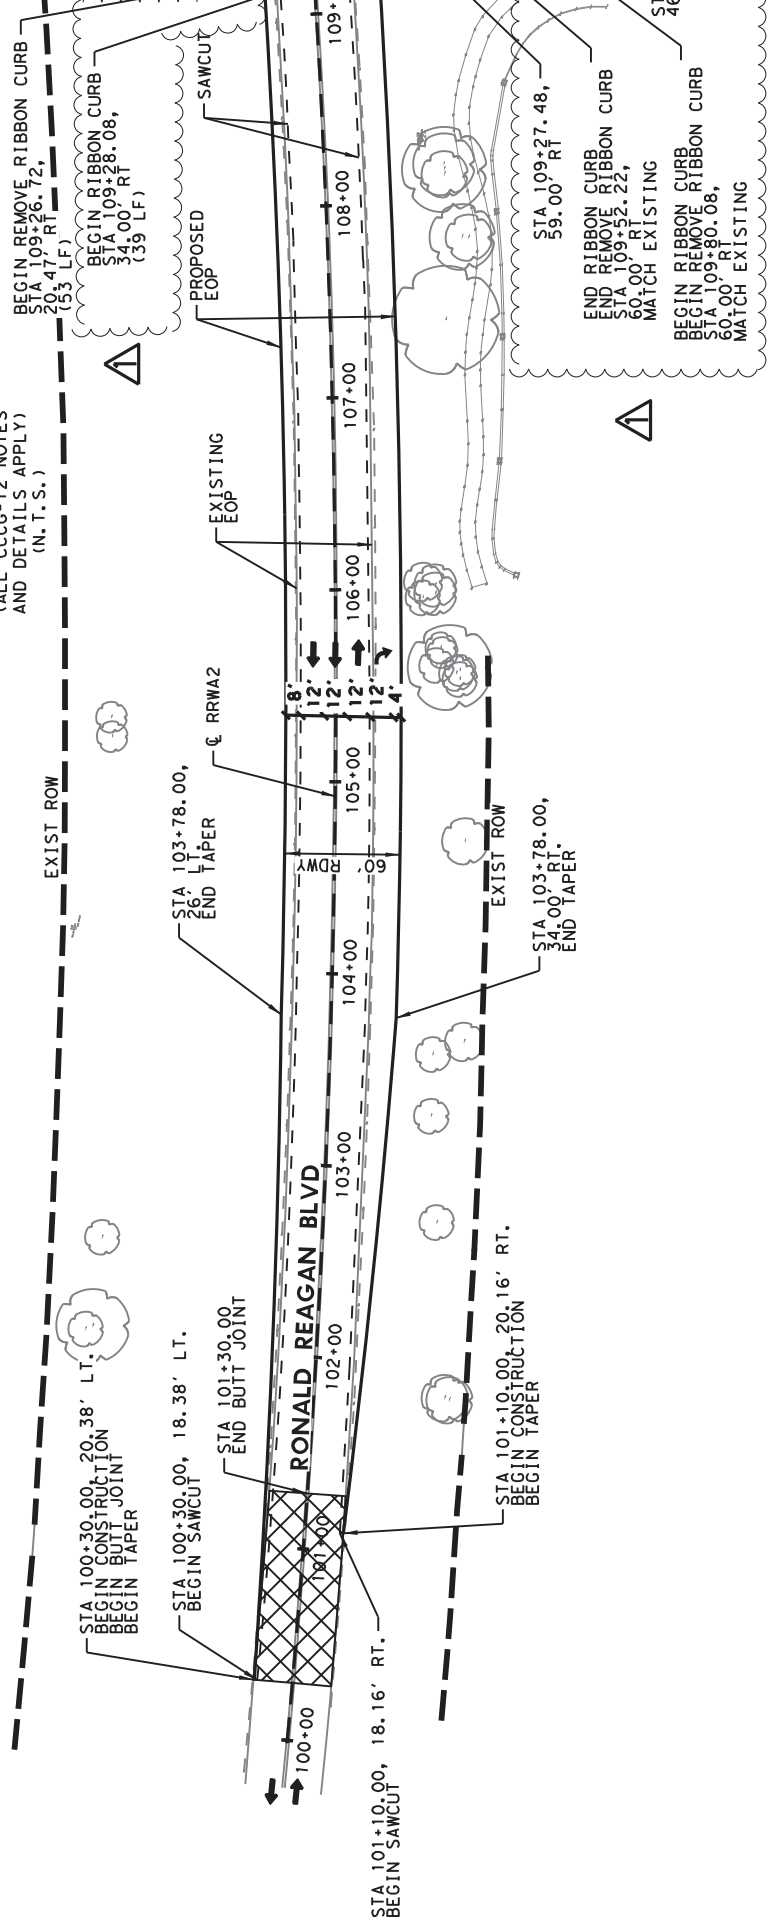 (ALL CCCG-12 NOTES
AND DETAILS APPLY)
(N.T.S.)
BEGIN REMOVE RIBBON CURB
STA 109+26.72,
20.47' RT
(53 LF)
BEGIN RIBBON CURB
STA 109+28.08,
34.00' RT
(39 LF)
1
SAWCUT
PROPOSED
EOP
EXISTING
EOP
℄ RRWA2
EXIST ROW
STA 103+78.00,
26' LT.
END TAPER
STA 101+30.00
END BUTT JOINT
STA 100+30.00, 18.38' LT.
BEGIN SAWCUT
STA 100+30.00, 20.38' LT.
BEGIN CONSTRUCTION
BEGIN BUTT JOINT
BEGIN TAPER
RONALD REAGAN BLVD
100+00
101+00
102+00
103+00
104+00
105+00
106+00
107+00
108+00
109+
8'
12'
12'
12'
12'
4'
60' RDWY
STA 101+10.00, 18.16' RT.
BEGIN SAWCUT
STA 101+10.00, 20.16' RT.
BEGIN CONSTRUCTION
BEGIN TAPER
STA 103+78.00,
34.00' RT.
END TAPER
EXIST ROW
STA 109+27.48,
59.00' RT
END RIBBON CURB
END REMOVE RIBBON CURB
STA 109+52.22,
60.00' RT
MATCH EXISTING
BEGIN RIBBON CURB
BEGIN REMOVE RIBBON CURB
STA 109+80.08,
60.00' RT
MATCH EXISTING
1